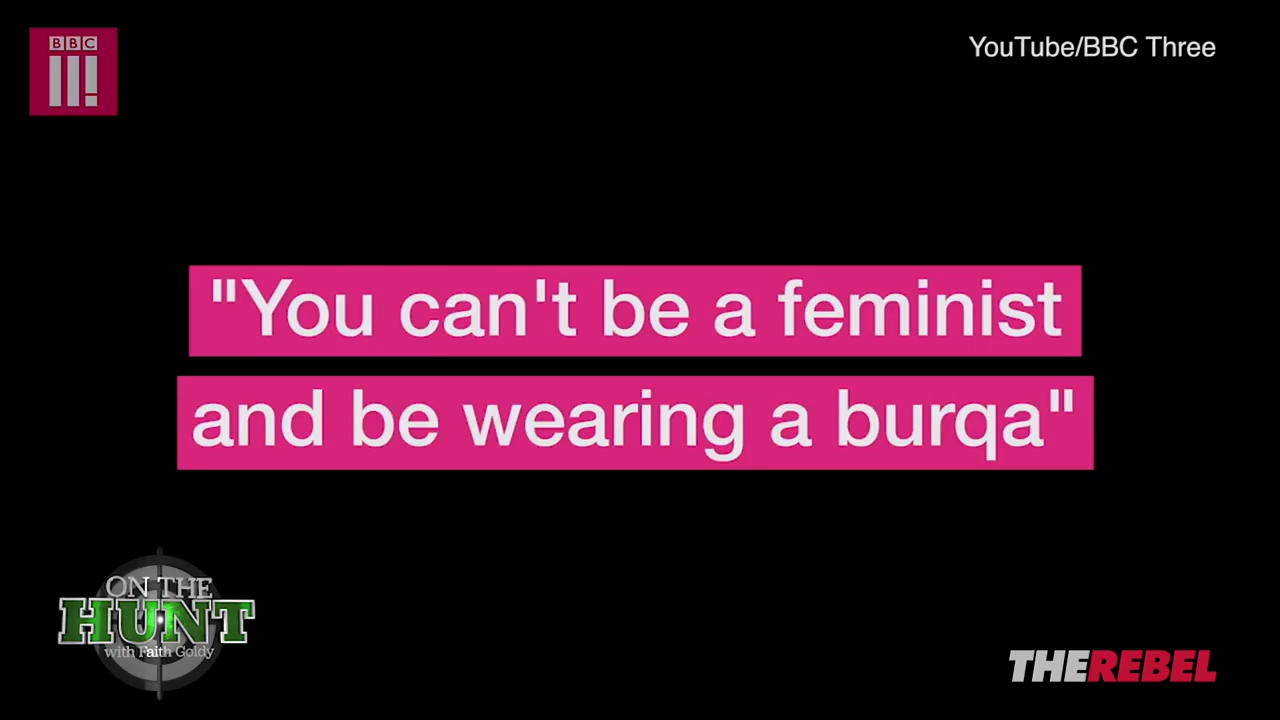 BBC
YouTube/BBC Three
"You can't be a feminist
and be wearing a burqa"
ON THE
HUNT
with Faith Goldy
THEREBEL